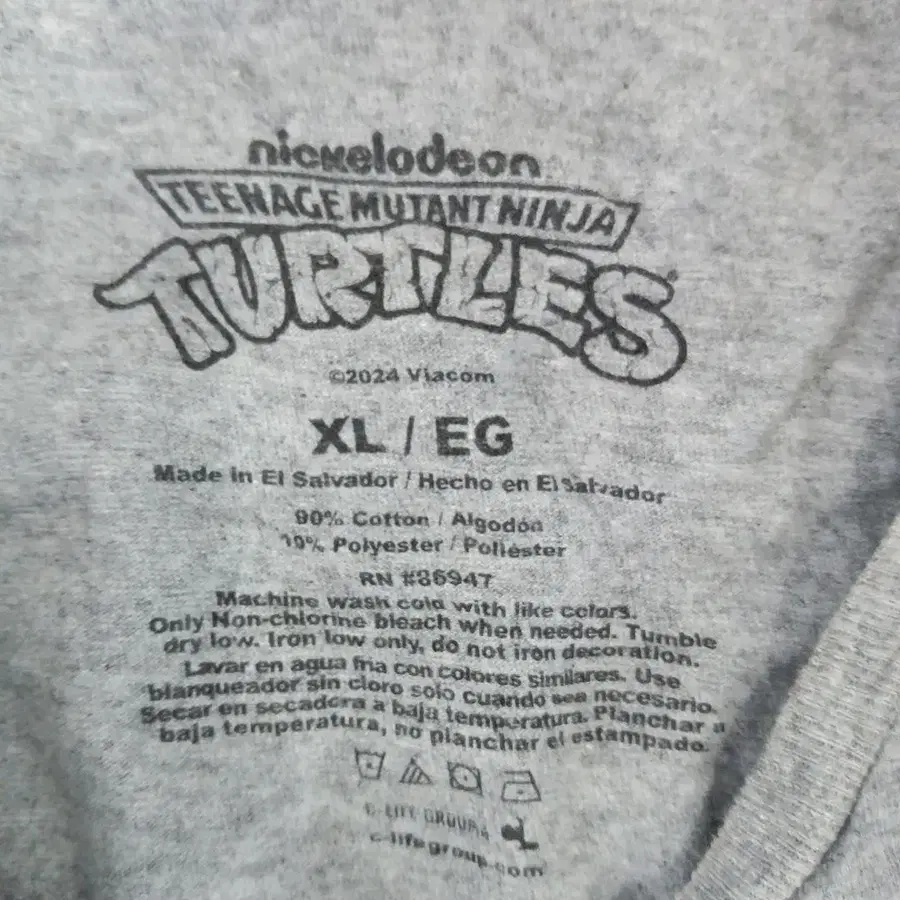 nickelodeon
TEENAGE MUTANT NINJA
TURTLES
©2024 Viacom
XL / EG
Made in El Salvador / Hecho en El Salvador
90% Cotton / Algodón
10% Polyester / Poliéster
RN #86947
Machine wash cold with like colors.
Only Non-chlorine bleach when needed. Tumble
dry low. Iron low only, do not iron decoration.
Lavar en agua fria con colores similares. Use
blanqueador sin cloro solo cuando sea necesario.
Secar en secadora a baja temperatura. Planchar a
baja temperatura, no planchar el estampado.
C-LIFE GROUP
c-lifegroup.com